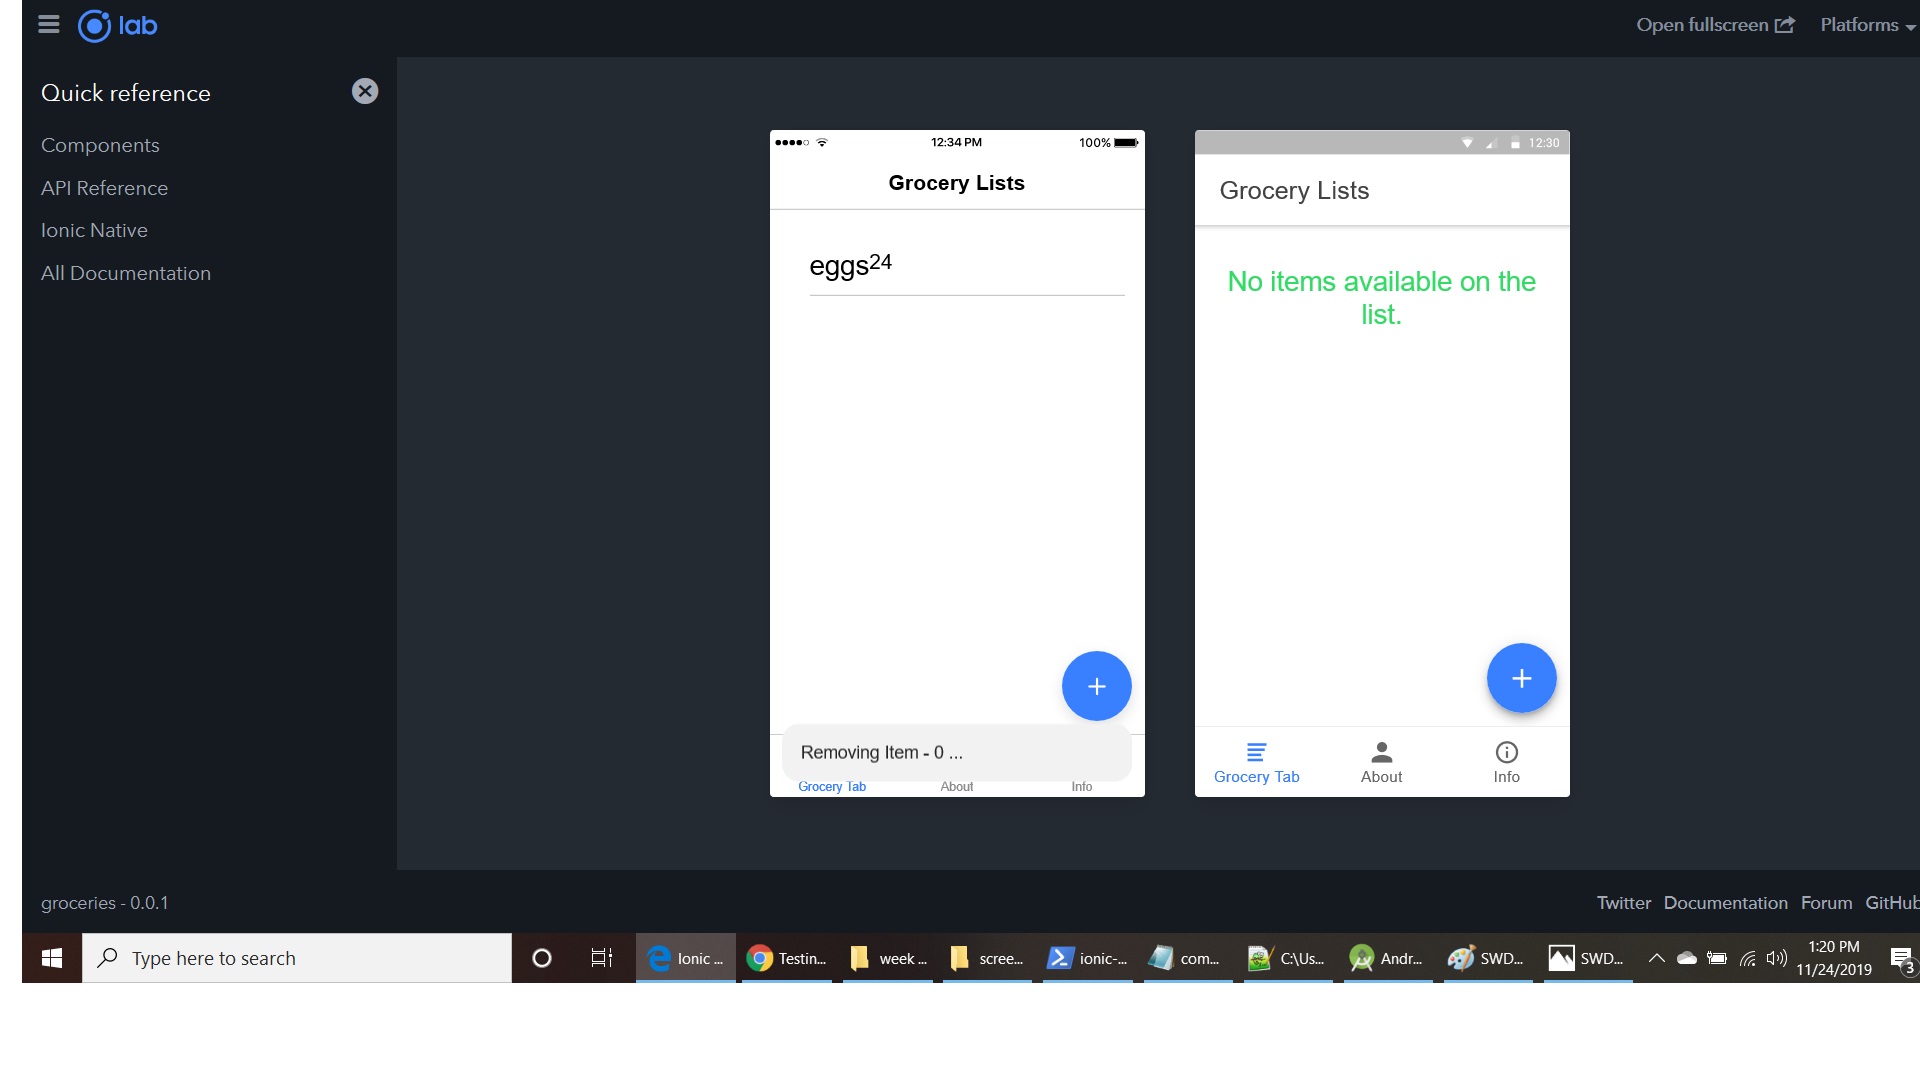 lab
Open fullscreen
Platforms
Quick reference
Components
API Reference
Ionic Native
All Documentation
12:34 PM
100%
Grocery Lists
eggs24
Removing Item - 0 ...
Grocery Tab
About
Info
12:30
Grocery Lists
No items available on the
list.
Grocery Tab
About
Info
groceries - 0.0.1
Twitter Documentation Forum GitHub
Type here to search
Ionic ...
Testin...
week ...
scree...
ionic-...
com...
C:\Us...
Andr...
SWD...
SWD...
1:20 PM
11/24/2019
3